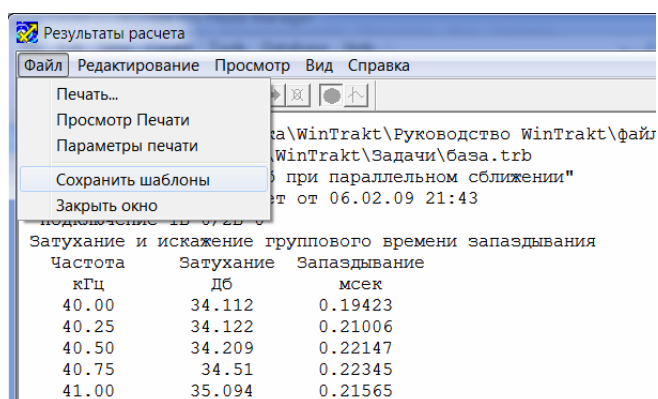 Результаты расчета
Файл Редактирование Просмотр Вид Справка
Печать...
Просмотр Печати
Параметры печати
Сохранить шаблоны
Закрыть окно
\WinTrakt\Руководство WinTrakt\файл
\WinTrakt\Задачи\база.trb
при параллельном сближении"
от 06.02.09 21:43
Затухание и искажение группового времени запаздывания
Частота Затухание Запаздывание
кГц Дб мсек
40.00 34.112 0.19423
40.25 34.122 0.21006
40.50 34.209 0.22147
40.75 34.51 0.22345
41.00 35.094 0.21565